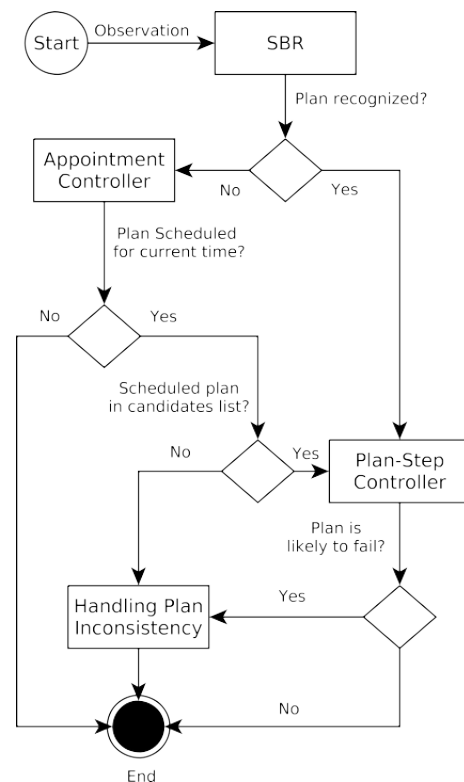 Start
Observation
SBR
Plan recognized?
Appointment
Controller
No
Yes
Plan Scheduled
for current time?
No
Yes
Scheduled plan
in candidates list?
No
Yes
Plan-Step
Controller
Plan is
likely to fail?
Handling Plan
Inconsistency
Yes
No
End